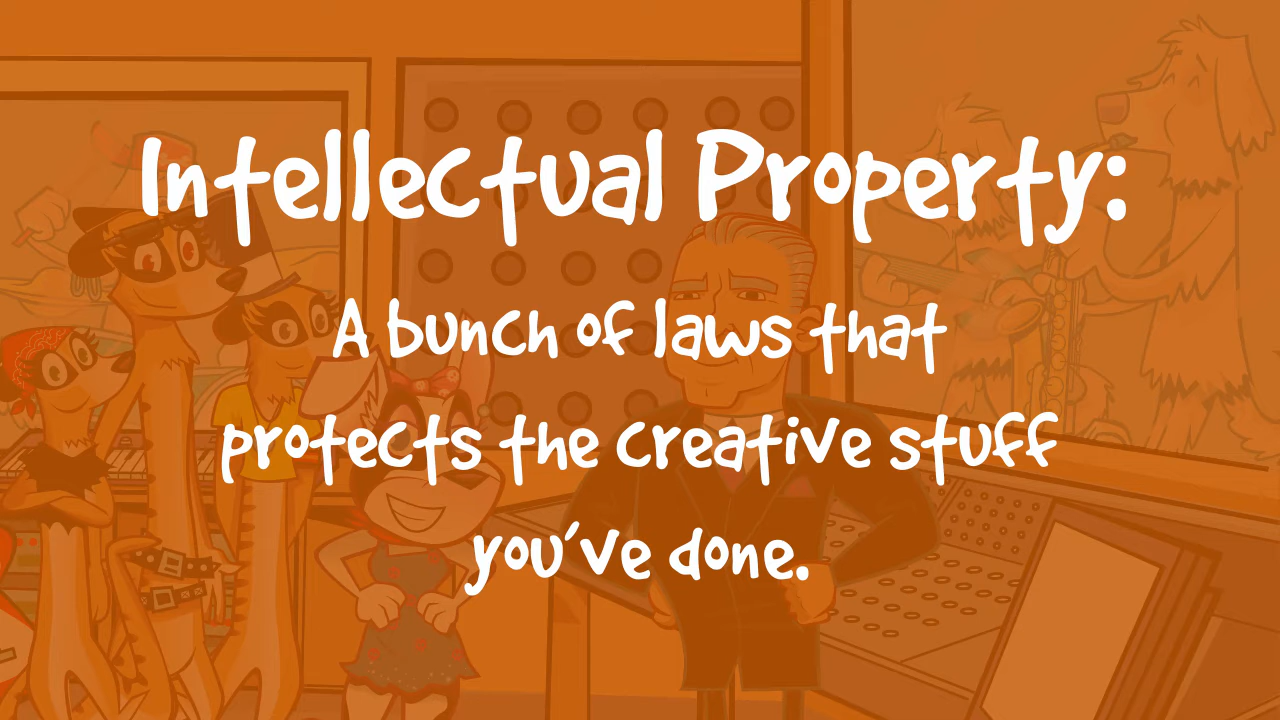 Intellectual Property:
A bunch of laws that
protects the creative stuff
you've done.